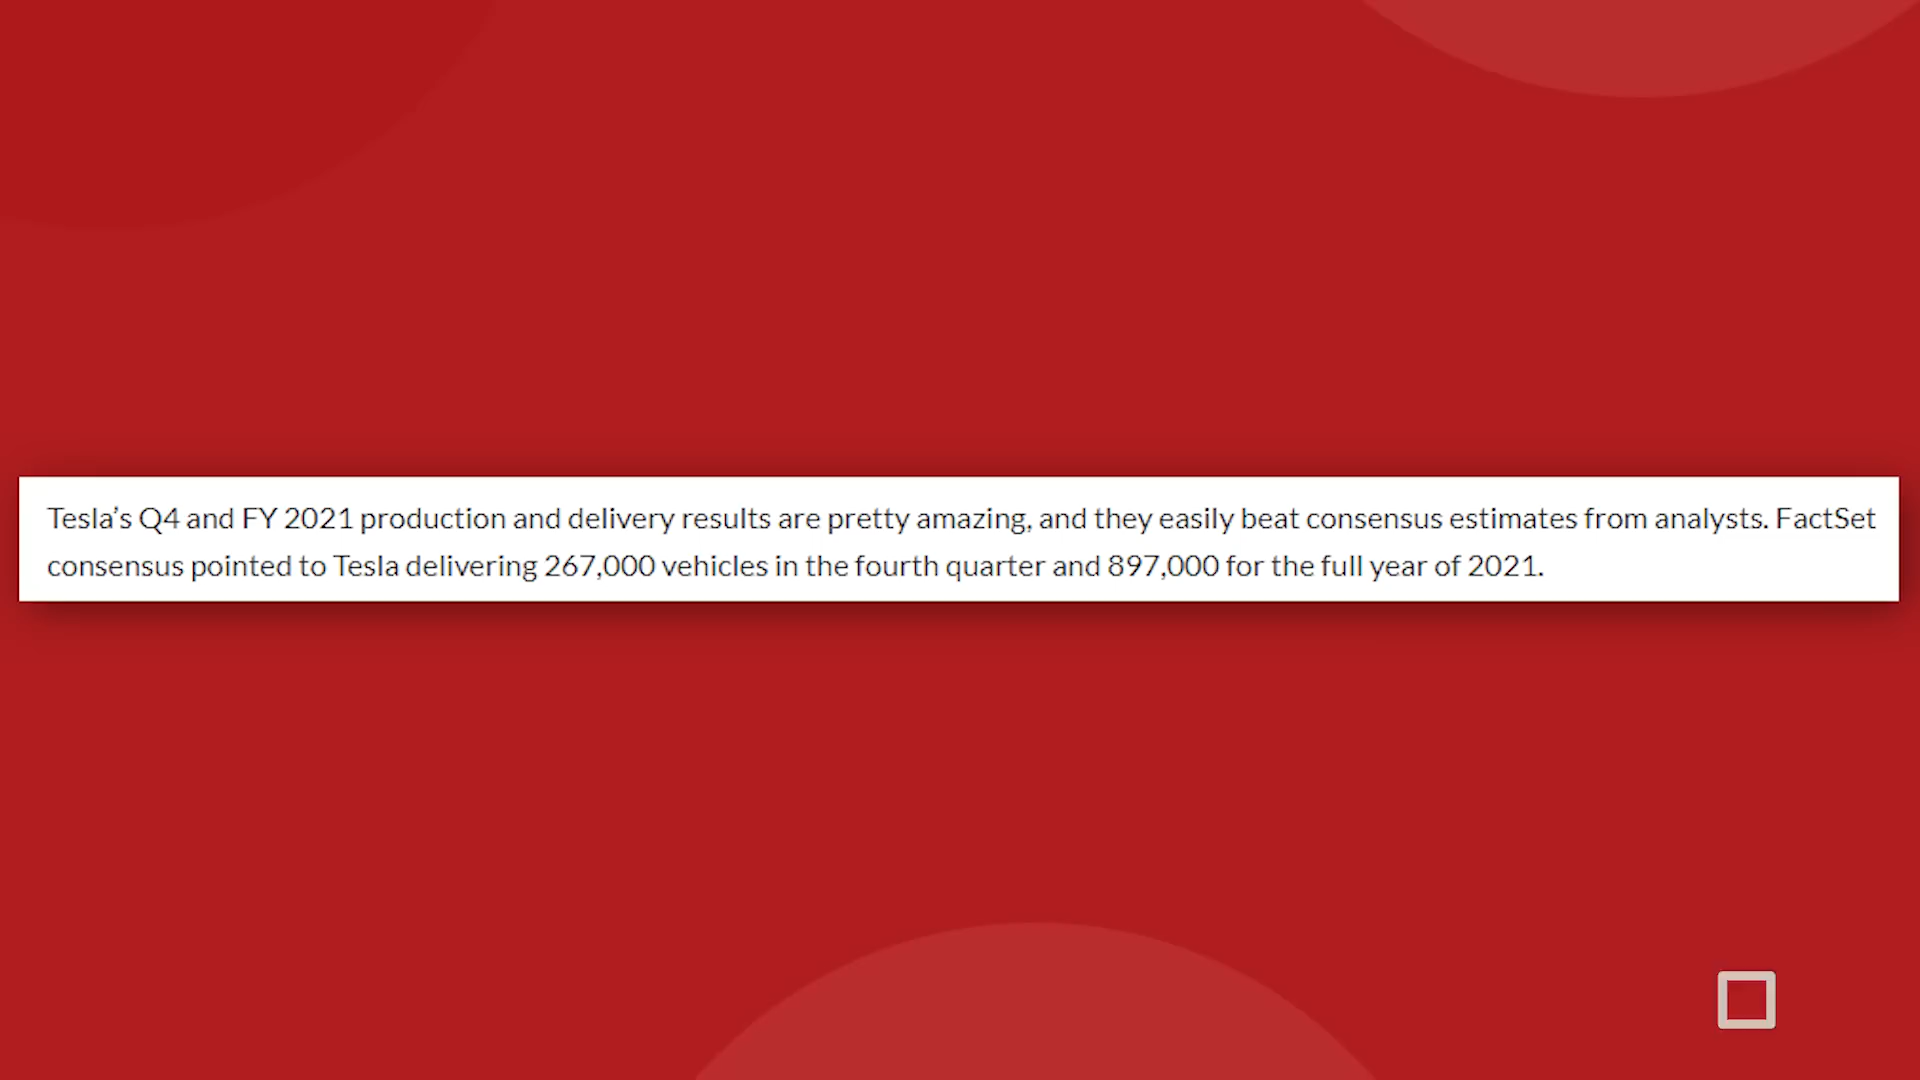 Tesla’s Q4 and FY 2021 production and delivery results are pretty amazing, and they easily beat consensus estimates from analysts. FactSet
consensus pointed to Tesla delivering 267,000 vehicles in the fourth quarter and 897,000 for the full year of 2021.